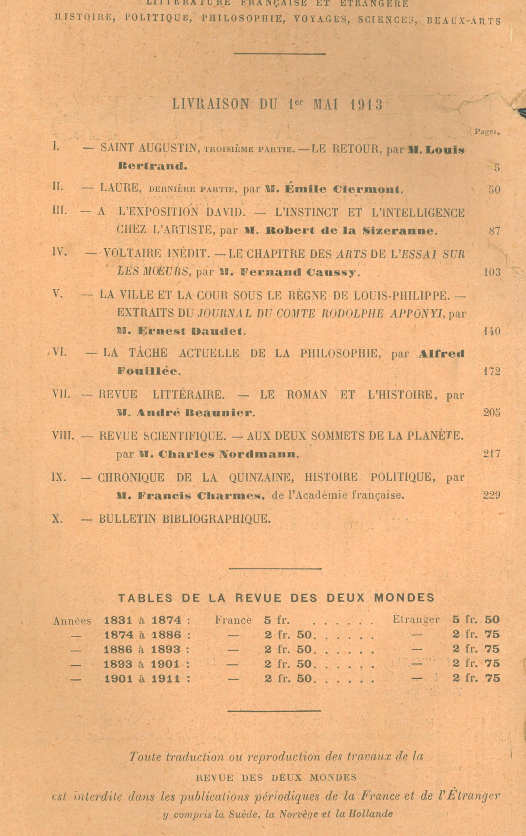 LITTÉRATURE FRANÇAISE ET ÉTRANGÈRE
HISTOIRE, POLITIQUE, PHILOSOPHIE, VOYAGES, SCIENCES, BEAUX-ARTS
LIVRAISON DU 1er MAI 1913
Pages.
I. — SAINT AUGUSTIN, TROISIÈME PARTIE. — LE RETOUR, par M. Louis
Bertrand. 5
II. — LAURE, DERNIÈRE PARTIE, par M. Émile Clermont. 50
III. — A L'EXPOSITION DAVID. — L'INSTINCT ET L'INTELLIGENCE
CHEZ L'ARTISTE, par M. Robert de la Sizeranne. 87
IV. — VOLTAIRE INÉDIT. — LE CHAPITRE DES ARTS DE L'ESSAI SUR
LES MŒURS, par M. Fernand Caussy. 103
V. — LA VILLE ET LA COUR SOUS LE RÈGNE DE LOUIS-PHILIPPE. —
EXTRAITS DU JOURNAL DU COMTE RODOLPHE APPONYI, par
M. Ernest Daudet. 140
VI. — LA TÂCHE ACTUELLE DE LA PHILOSOPHIE, par Alfred
Fouillée. 172
VII. — REVUE LITTÉRAIRE. — LE ROMAN ET L'HISTOIRE, par
M. André Beaunier. 205
VIII. — REVUE SCIENTIFIQUE. — AUX DEUX SOMMETS DE LA PLANÈTE.
par M. Charles Nordmann. 217
IX. — CHRONIQUE DE LA QUINZAINE, HISTOIRE POLITIQUE, par
M. Francis Charmes, de l'Académie française. 229
X. — BULLETIN BIBLIOGRAPHIQUE.
TABLES DE LA REVUE DES DEUX MONDES
Années 1831 à 1874 : France 5 fr. . . . . . . Étranger 5 fr. 50
— 1874 à 1886 : — 2 fr. 50. . . . . . — 2 fr. 75
— 1886 à 1893 : — 2 fr. 50. . . . . . — 2 fr. 75
— 1893 à 1901 : — 2 fr. 50. . . . . . — 2 fr. 75
— 1901 à 1911 : — 2 fr. 50. . . . . . — 2 fr. 75
Toute traduction ou reproduction des travaux de la
REVUE DES DEUX MONDES
est interdite dans les publications périodiques de la France et de l'Étranger
y compris la Suède, la Norvège et la Hollande